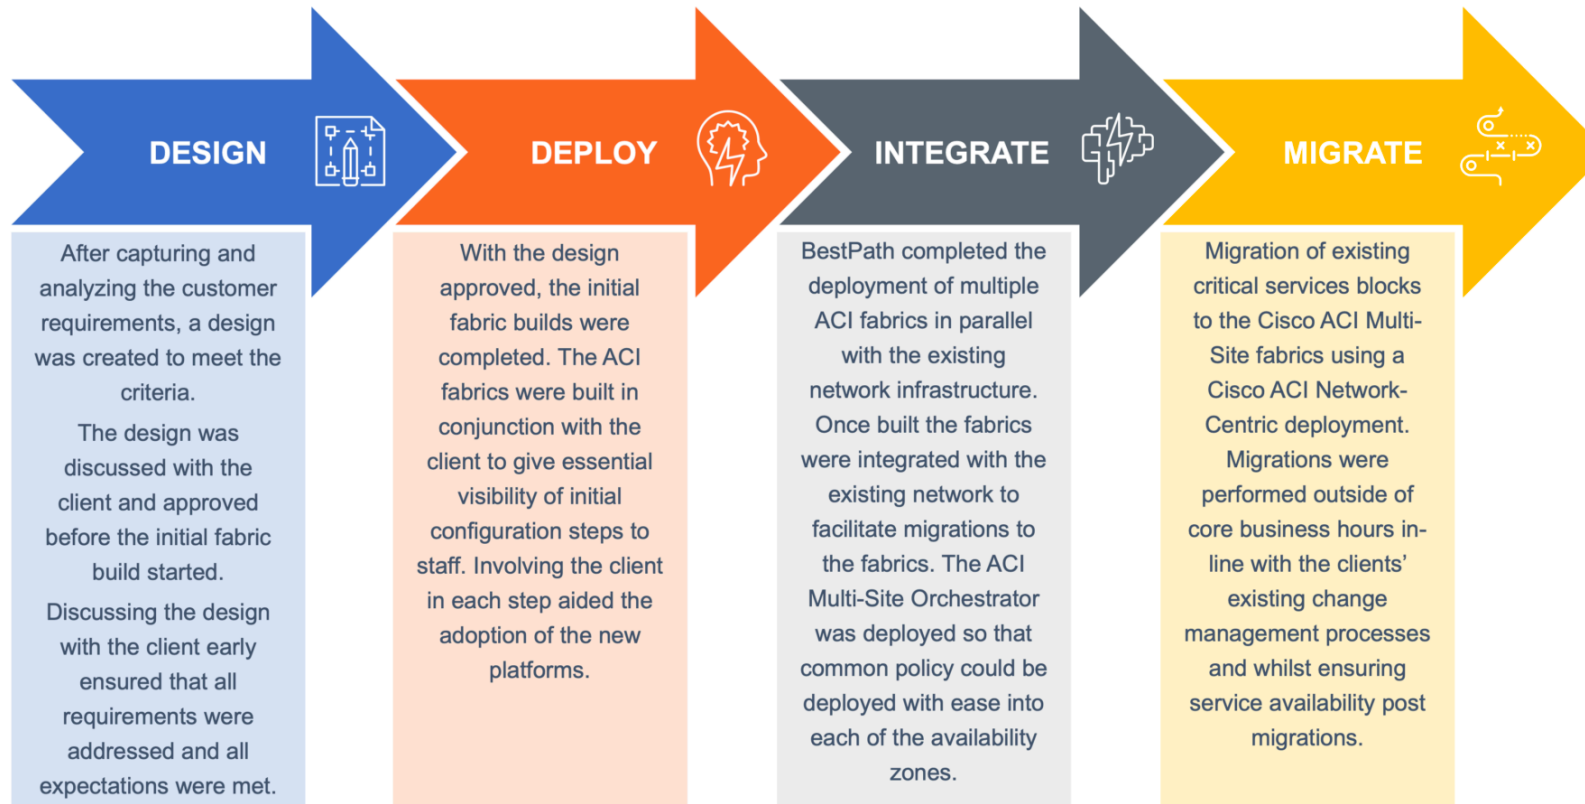 DESIGN
After capturing and
analyzing the customer
requirements, a design
was created to meet the
criteria.
The design was
discussed with the
client and approved
before the initial fabric
build started.
Discussing the design
with the client early
ensured that all
requirements were
addressed and all
expectations were met.
DEPLOY
With the design
approved, the initial
fabric builds were
completed. The ACI
fabrics were built in
conjunction with the
client to give essential
visibility of initial
configuration steps to
staff. Involving the client
in each step aided the
adoption of the new
platforms.
INTEGRATE
BestPath completed the
deployment of multiple
ACI fabrics in parallel
with the existing
network infrastructure.
Once built the fabrics
were integrated with the
existing network to
facilitate migrations to
the fabrics. The ACI
Multi-Site Orchestrator
was deployed so that
common policy could be
deployed with ease into
each of the availability
zones.
MIGRATE
Migration of existing
critical services blocks
to the Cisco ACI Multi-
Site fabrics using a
Cisco ACI Network-
Centric deployment.
Migrations were
performed outside of
core business hours in-
line with the clients’
existing change
management processes
and whilst ensuring
service availability post
migrations.